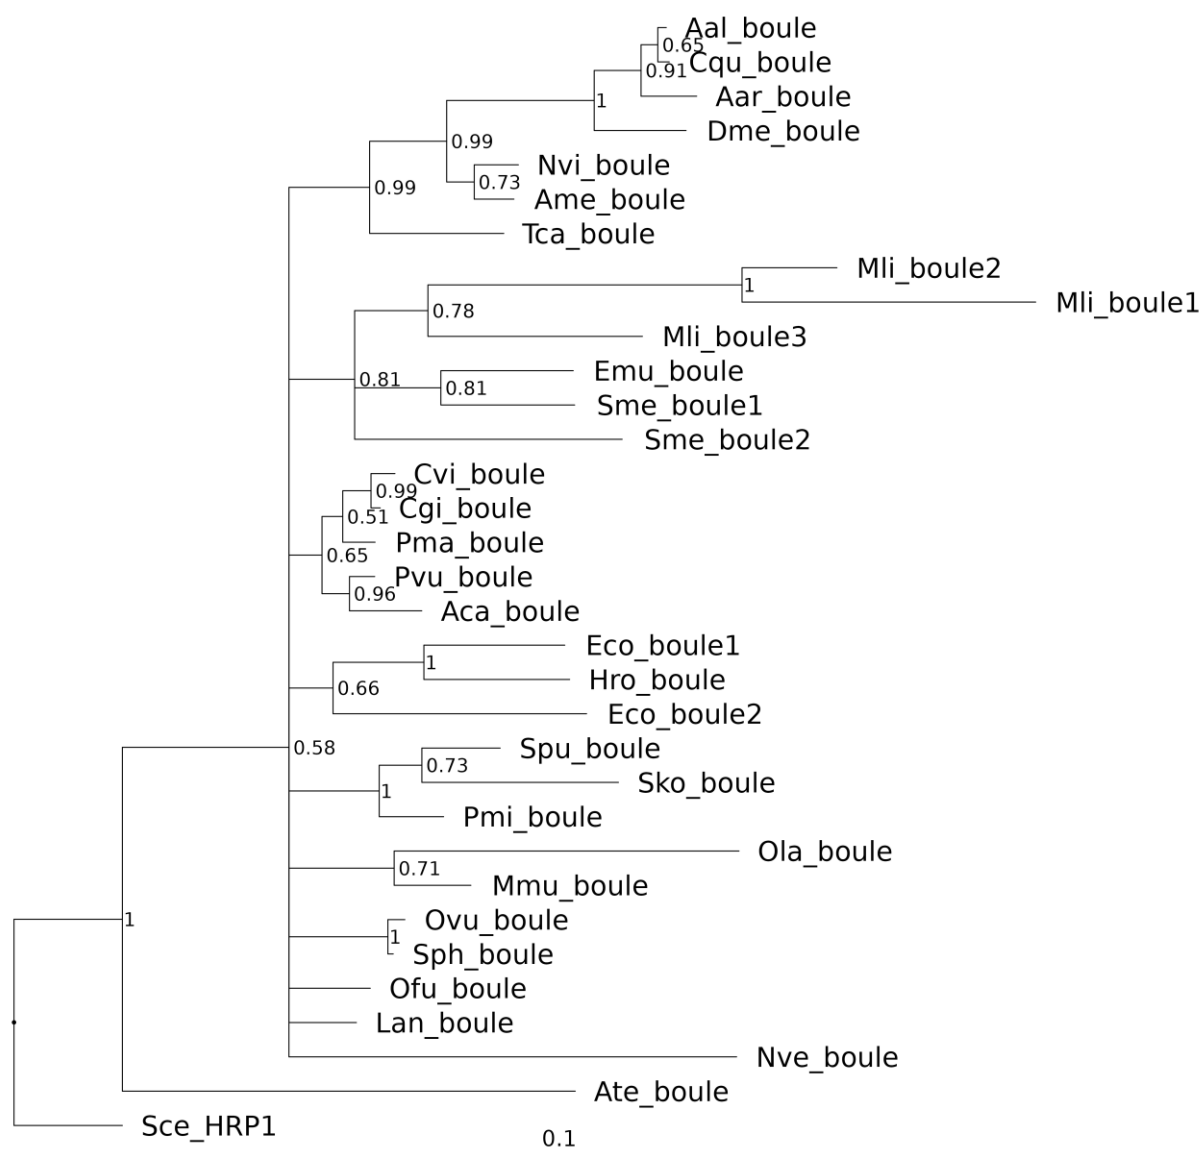 Aal_boule
0.65
Cqu_boule
0.91
Aar_boule
1
Dme_boule
0.99
Nvi_boule
0.73
Ame_boule
0.99
Tca_boule
Mli_boule2
1
Mli_boule1
0.78
Mli_boule3
Emu_boule
0.81
0.81
Sme_boule1
Sme_boule2
Cvi_boule
0.99
Cgi_boule
0.51
Pma_boule
0.65
Pvu_boule
0.96
Aca_boule
Eco_boule1
1
Hro_boule
0.66
Eco_boule2
0.58
Spu_boule
0.73
Sko_boule
1
Pmi_boule
Ola_boule
0.71
Mmu_boule
Ovu_boule
1
1
Sph_boule
Ofu_boule
Lan_boule
Nve_boule
Ate_boule
Sce_HRP1
0.1